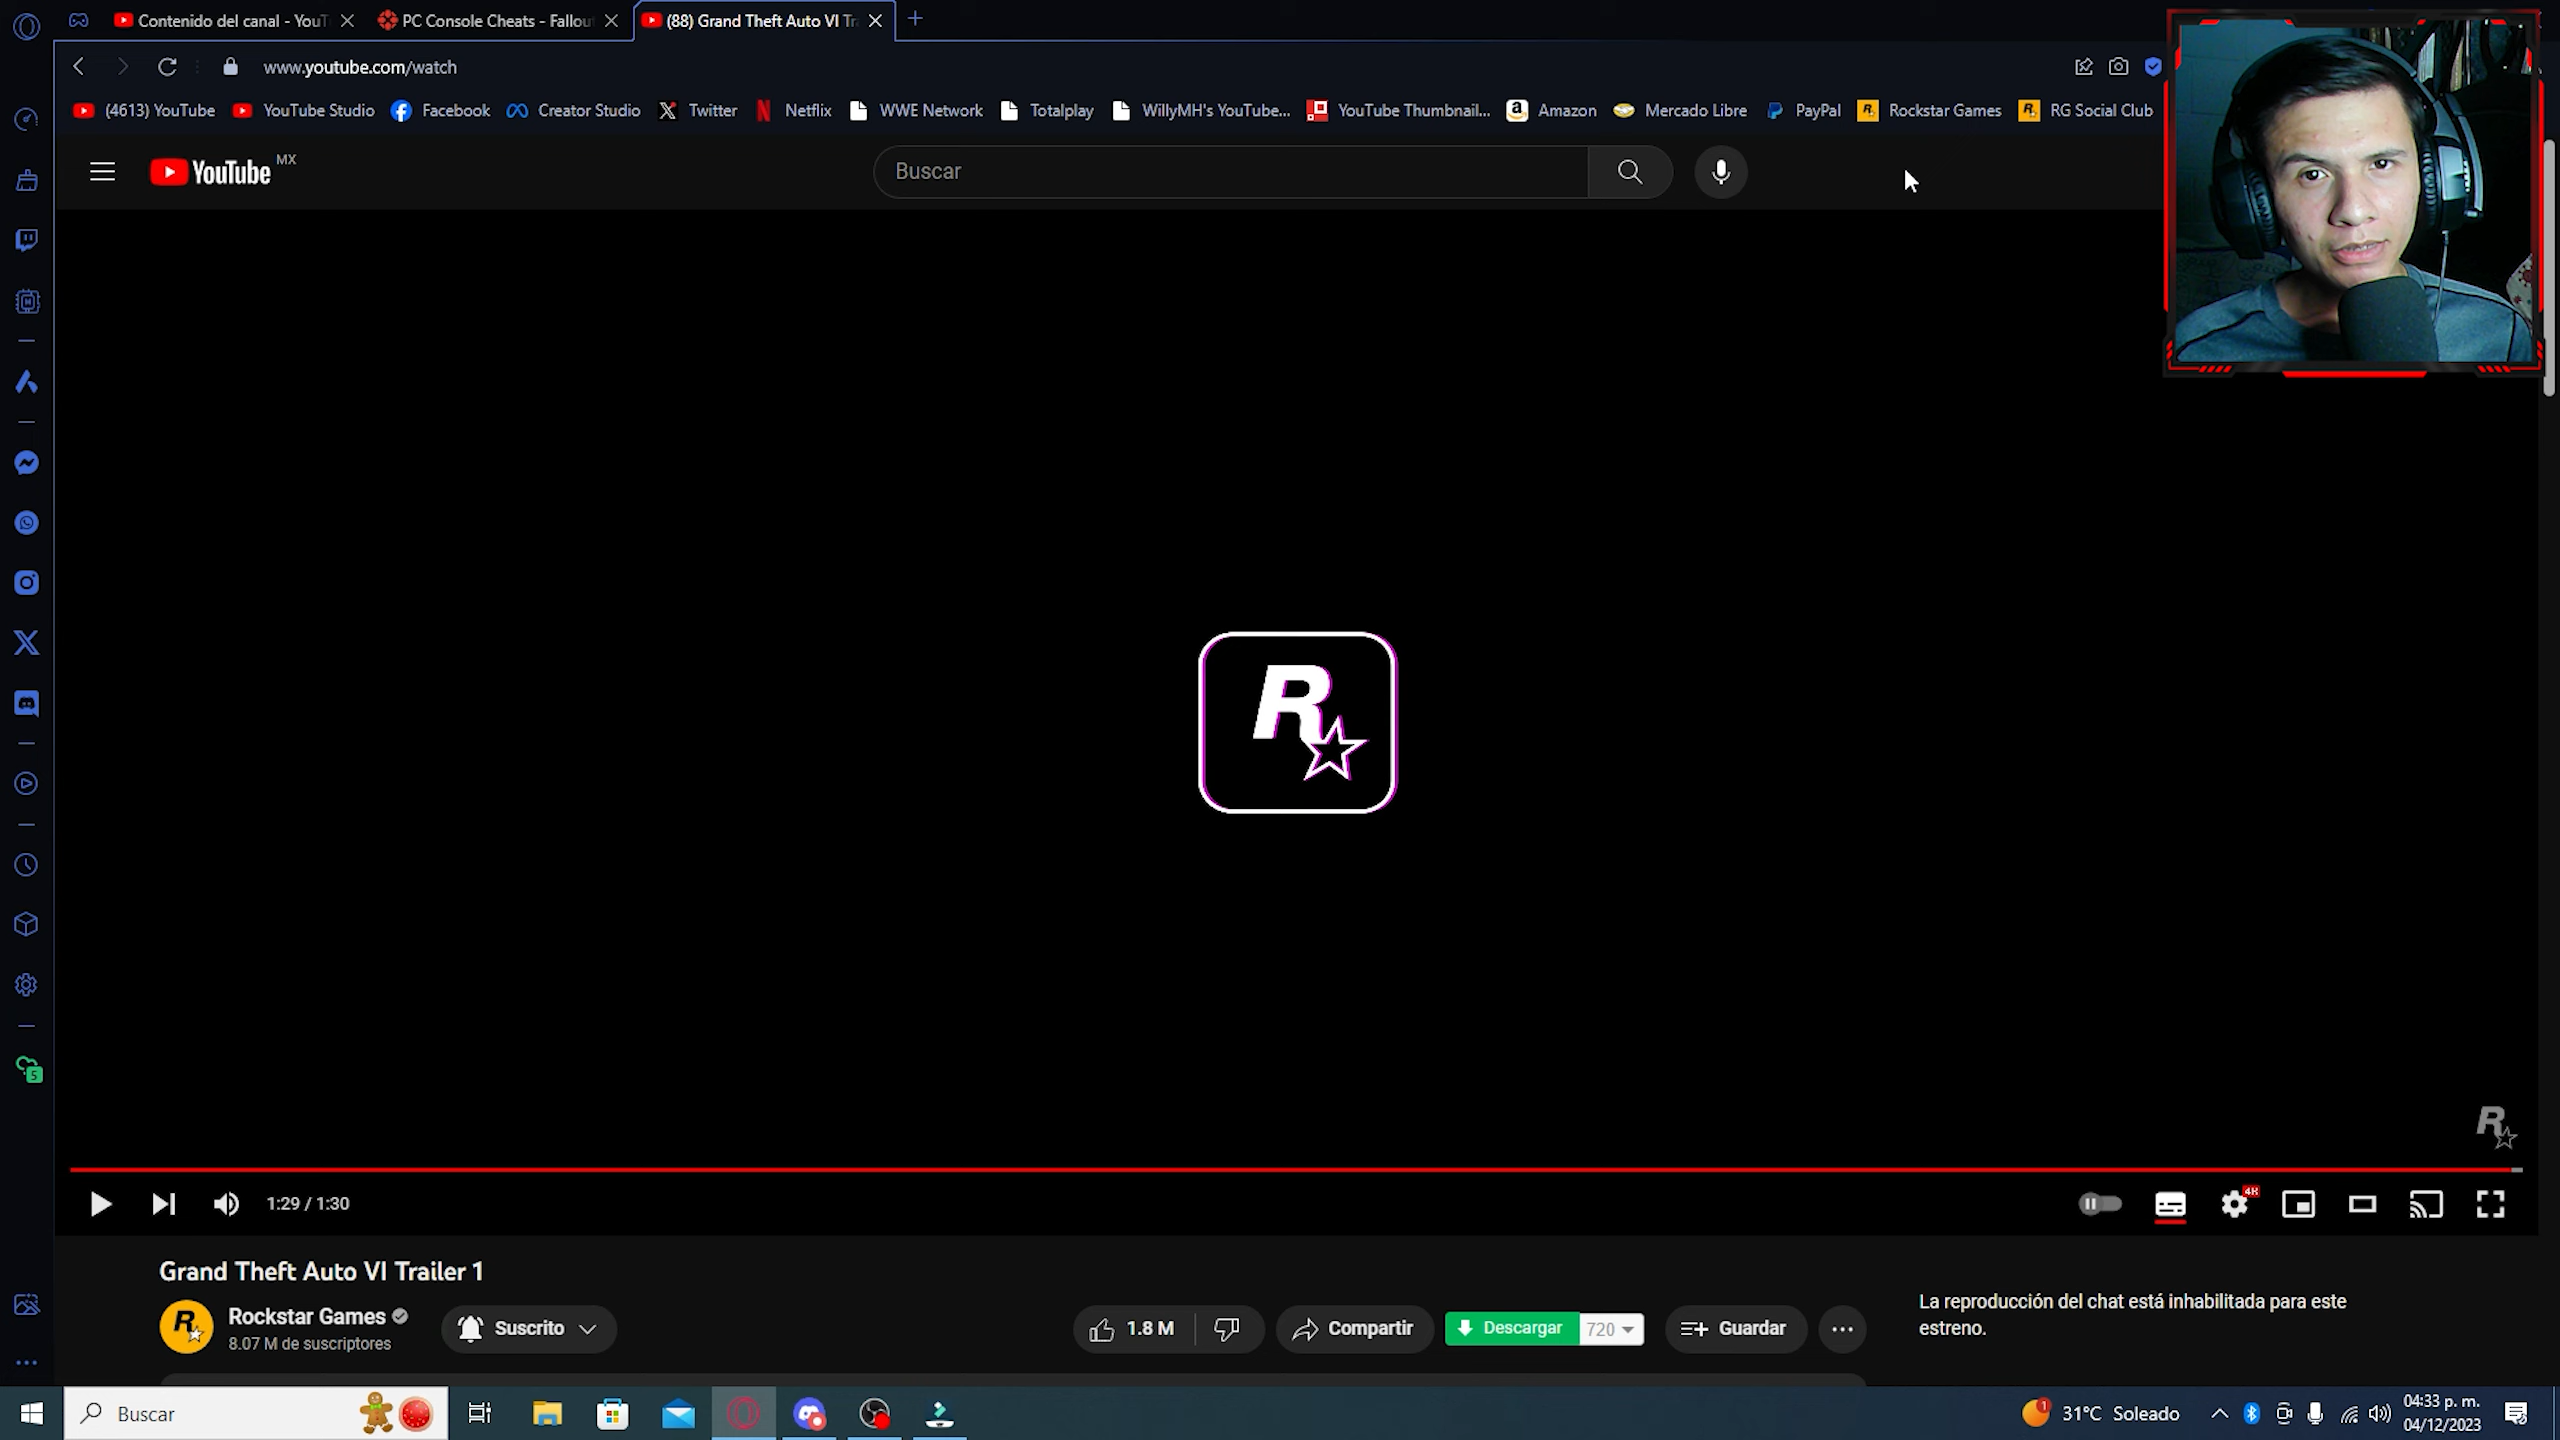 Contenido del canal - YouT
PC Console Cheats - Fallou
(88) Grand Theft Auto VI Tr
www.youtube.com/watch
(4613) YouTube
YouTube Studio
Facebook
Creator Studio
Twitter
Netflix
WWE Network
Totalplay
WillyMH's YouTube...
YouTube Thumbnail...
Amazon
Mercado Libre
PayPal
Rockstar Games
RG Social Club
YouTube MX
Buscar
R
R
1:29 / 1:30
4K
Grand Theft Auto VI Trailer 1
R
Rockstar Games
8.07 M de suscriptores
Suscrito
1.8 M
Compartir
Descargar
720
Guardar
La reproducción del chat está inhabilitada para este
estreno.
5
Buscar
1
31°C Soleado
04:33 p. m.
04/12/2023